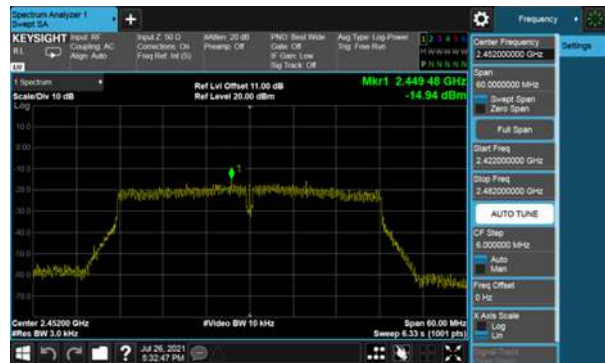 Spectrum Analyzer 1
Swept SA
+
Frequency
KEYSIGHT
Input: RF
Coupling: AC
Align: Auto
Input Z: 50 Ω
Corrections: On
Freq Ref: Int (S)
#Atten: 20 dB
Preamp: Off
PNO: Best Wide
Gate: Off
IF Gain: Low
Sig Track: Off
Avg Type: Log-Power
Trig: Free Run
1 2 3 4 5 6
M W W W W W
P N N N N N
RL
1 Spectrum
Scale/Div 10 dB
Log
Ref Lvl Offset 11.00 dB
Ref Level 20.00 dBm
Mkr1 2.449 48 GHz
-14.94 dBm
10.0
0.00
-10.0
-20.0
-30.0
-40.0
-50.0
-60.0
-70.0
1
Center 2.45200 GHz
#Res BW 3.0 kHz
#Video BW 10 kHz
Span 60.00 MHz
Sweep 6.33 s (1001 pts)
Jul 26, 2021
5:32:47 PM
Center Frequency
2.452000000 GHz
Settings
Span
60.0000000 MHz
Swept Span
Zero Span
Full Span
Start Freq
2.422000000 GHz
Stop Freq
2.482000000 GHz
AUTO TUNE
CF Step
6.000000 MHz
Auto
Man
Freq Offset
0 Hz
X Axis Scale
Log
Lin